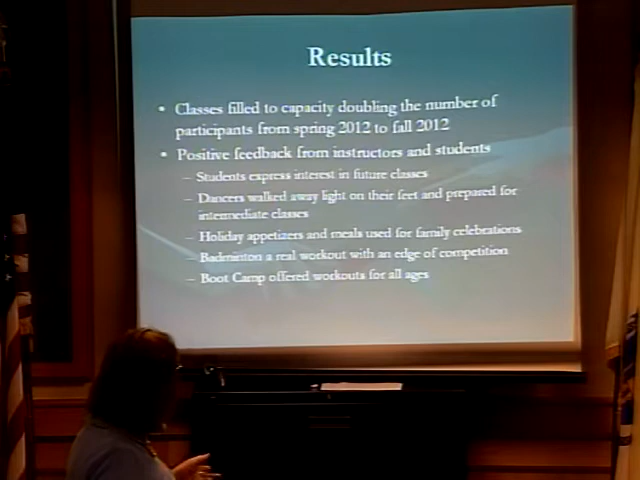 Results
• Classes filled to capacity doubling the number of
participants from spring 2012 to fall 2012
• Positive feedback from instructors and students
– Students express interest in future classes
– Dancers walked away light on their feet and prepared for
intermediate classes
– Holiday appetizers and meals used for family celebrations
– Badminton a real workout with an edge of competition
– Boot Camp offered workouts for all ages